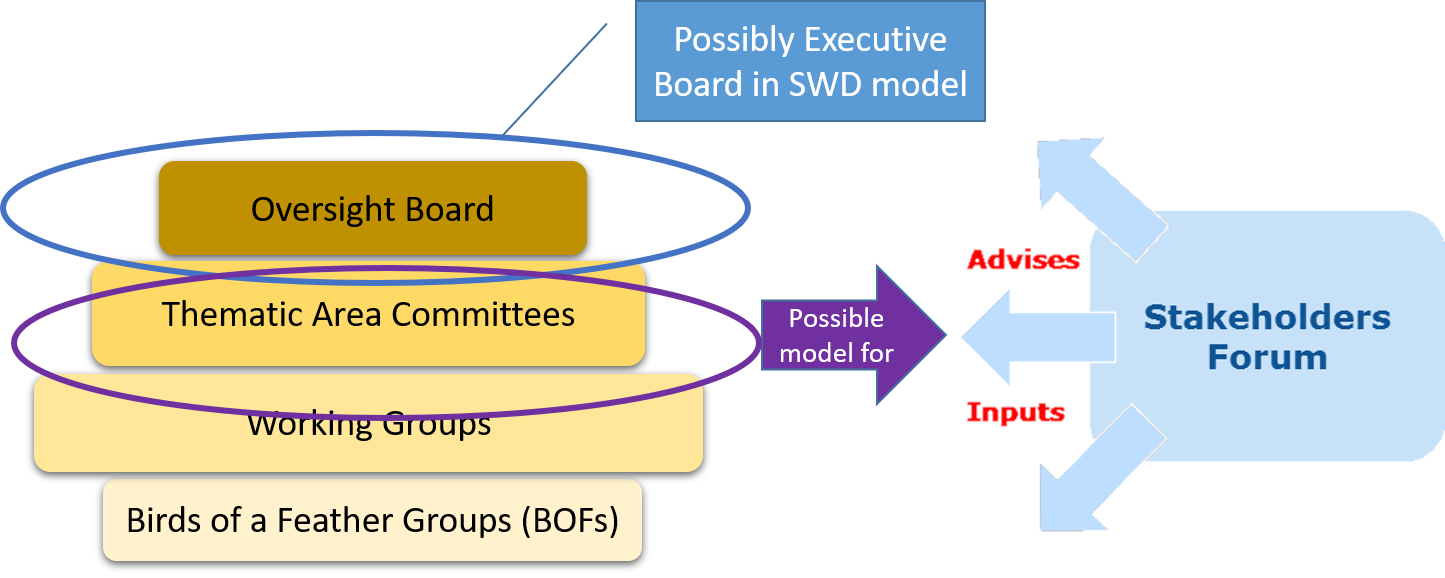 Possibly Executive
Board in SWD model
Oversight Board
Thematic Area Committees
Working Groups
Birds of a Feather Groups (BOFs)
Possible
model for
Advises
Inputs
Stakeholders
Forum